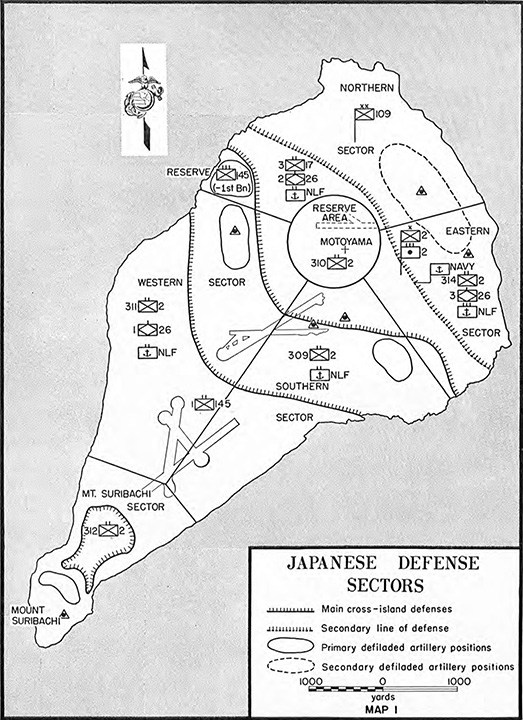 NORTHERN
109
SECTOR
RESERVE
145
(-1st Bn)
3 17
2 26
NLF
RESERVE
AREA
MOTOYAMA
310 2
EASTERN
2
2
NAVY
314 2
3 26
NLF
SECTOR
WESTERN
SECTOR
311 2
1 26
NLF
309 2
NLF
SOUTHERN
SECTOR
1 145
MT. SURIBACHI
SECTOR
312 2
MOUNT
SURIBACHI
JAPANESE DEFENSE
SECTORS
Main cross-island defenses
Secondary line of defense
Primary defiladed artillery positions
Secondary defiladed artillery positions
1000 0 1000
yards
MAP I